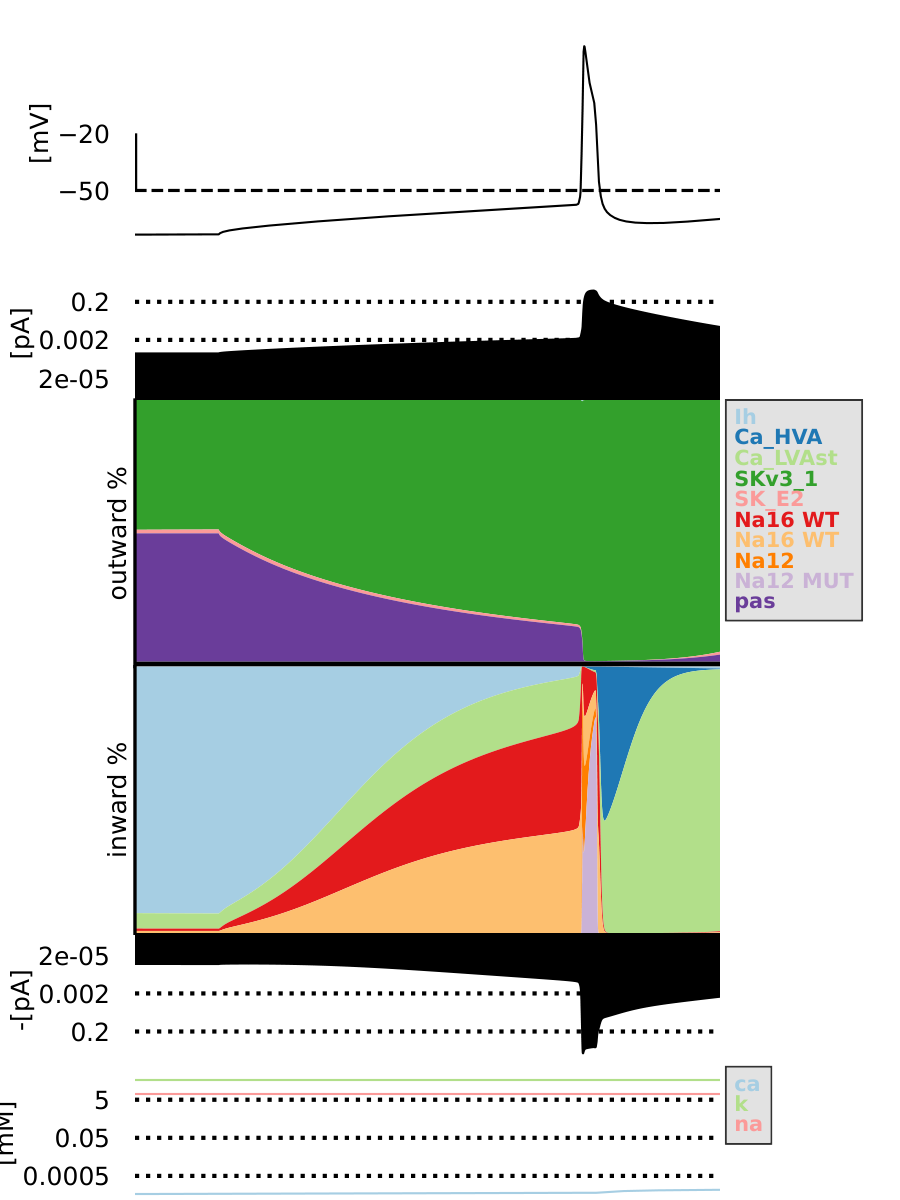 [mV]
−20
−50
[pA]
0.2
0.002
2e-05
outward %
Ih
Ca_HVA
Ca_LVAst
SKv3_1
SK_E2
Na16 WT
Na16 WT
Na12
Na12 MUT
pas
inward %
-[pA]
2e-05
0.002
0.2
[mM]
5
0.05
0.0005
ca
k
na